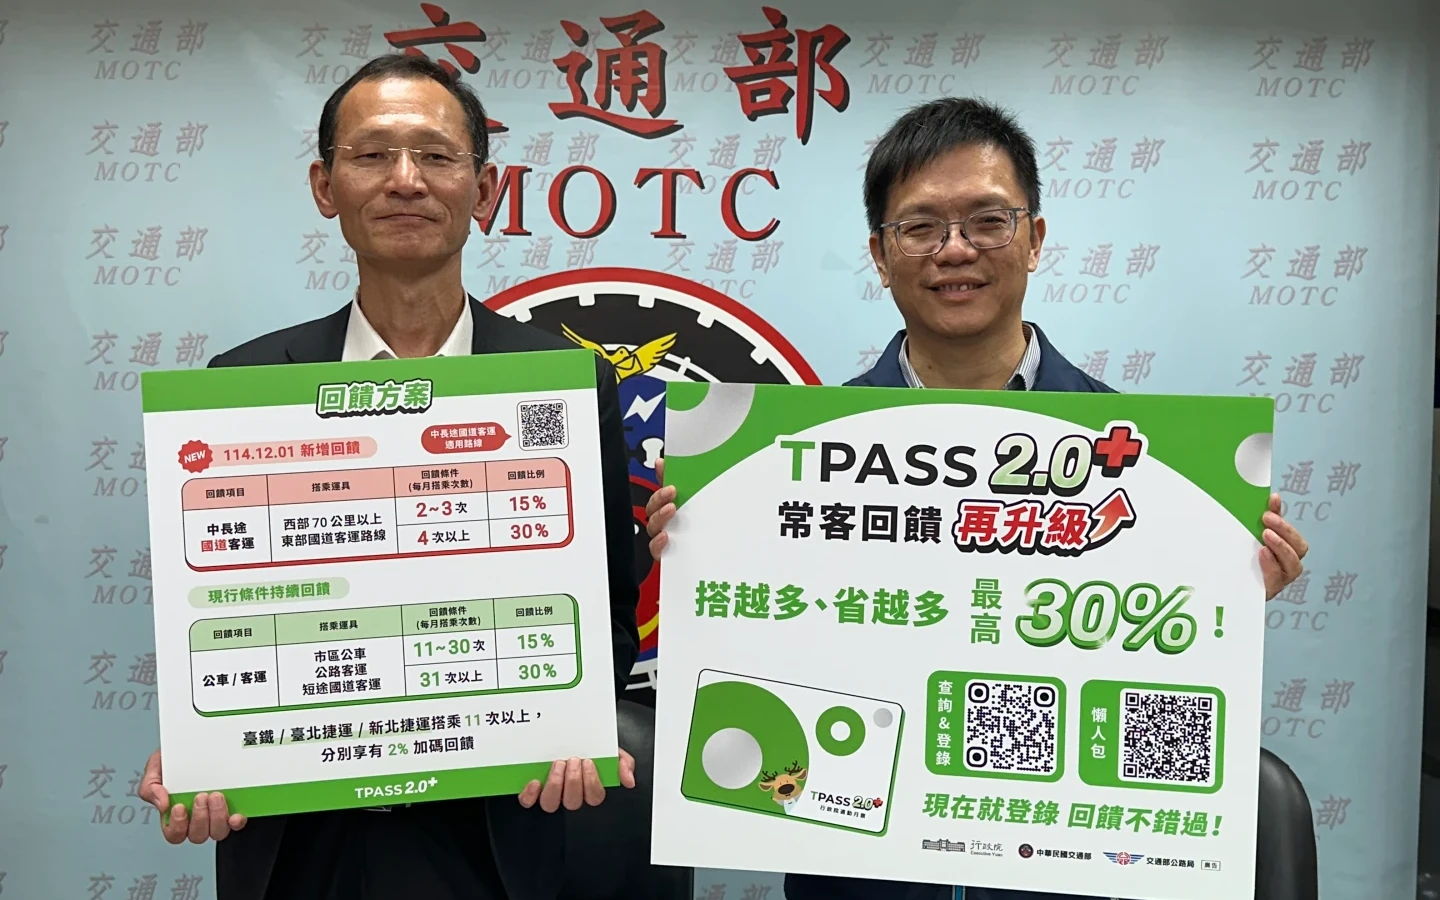 交通部
MOTC
回饋方案
NEW
114.12.01 新增回饋
中長途國道客運
適用路線
回饋項目
搭乘運具
回饋條件
(每月搭乘次數)
回饋比例
中長途
國道客運
西部 70 公里以上
東部國道客運路線
2~3 次
15%
4 次以上
30%
現行條件持續回饋
回饋項目
搭乘運具
回饋條件
(每月搭乘次數)
回饋比例
公車 / 客運
市區公車
公路客運
短途國道客運
11~30 次
15%
31 次以上
30%
臺鐵 / 臺北捷運 / 新北捷運搭乘 11 次以上，
分別享有 2% 加碼回饋
TPASS 2.0+
TPASS 2.0+
常客回饋 再升級
搭越多、省越多 最高 30%！
TPASS 2.0+
行政院通勤月票
查詢&登錄
懶人包
現在就登錄 回饋不錯過！
行政院
Executive Yuan
中華民國交通部
交通部公路局
廣告